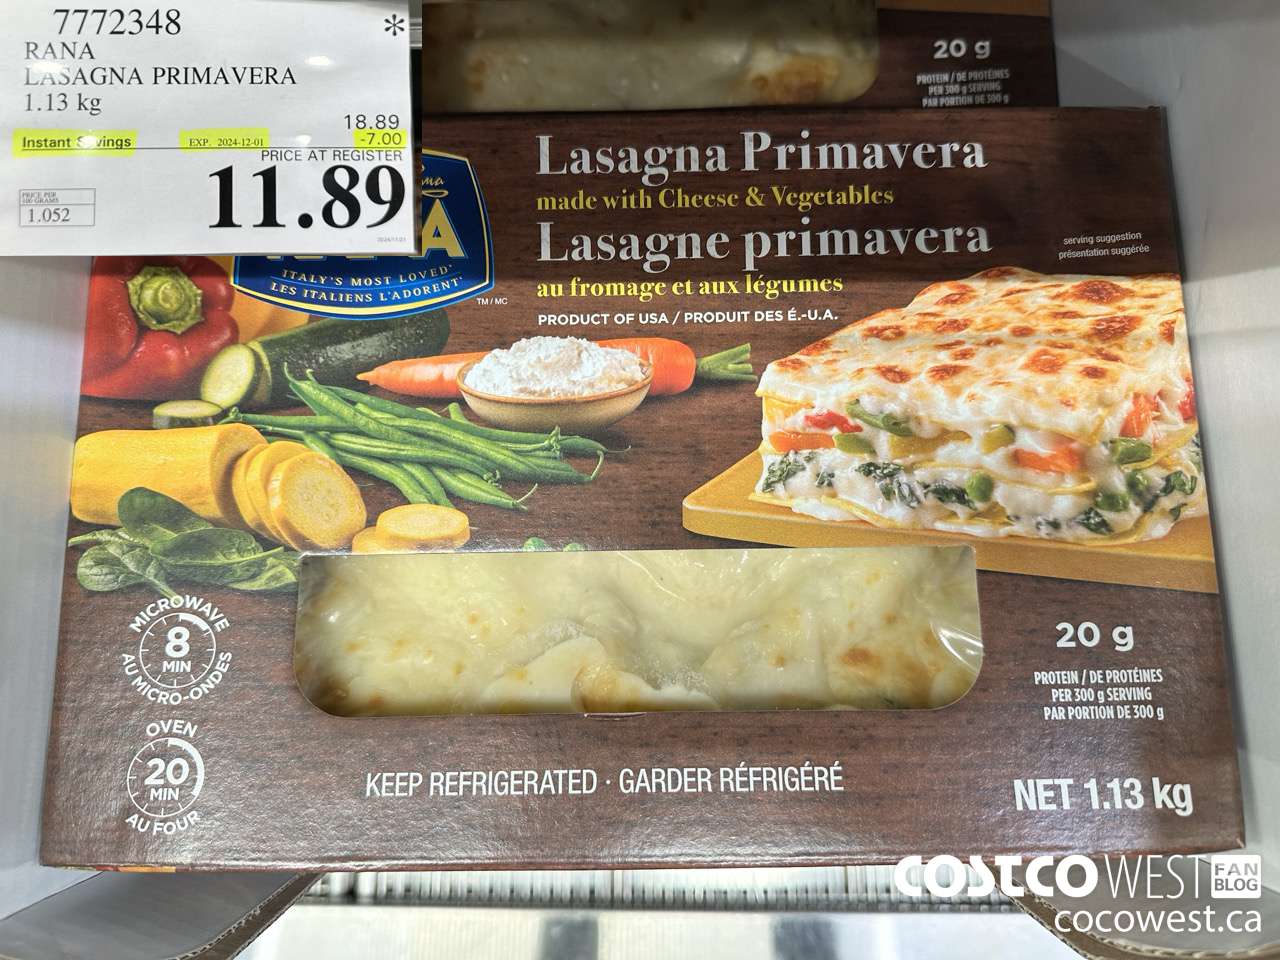 7772348 *
RANA
LASAGNA PRIMAVERA
1.13 kg
18.89
Instant Savings EXP. 2024-12-01 -7.00
PRICE AT REGISTER
11.89
PRICE PER
100 GRAMS
1.052
2024/11/21
20 g
PROTEIN / DE PROTÉINES
PER 300 g SERVING
PAR PORTION DE 300 g
Lasagna Primavera
made with Cheese & Vegetables
Lasagne primavera
au fromage et aux légumes
PRODUCT OF USA / PRODUIT DES É.-U.A.
serving suggestion
présentation suggérée
ITALY'S MOST LOVED*
LES ITALIENS L'ADORENT*
TM / MC
MICROWAVE
8
MIN
AU MICRO-ONDES
OVEN
20
MIN
AU FOUR
20 g
PROTEIN / DE PROTÉINES
PER 300 g SERVING
PAR PORTION DE 300 g
KEEP REFRIGERATED · GARDER RÉFRIGÉRÉ
NET 1.13 kg
COSTCO WEST FAN BLOG
cocowest.ca